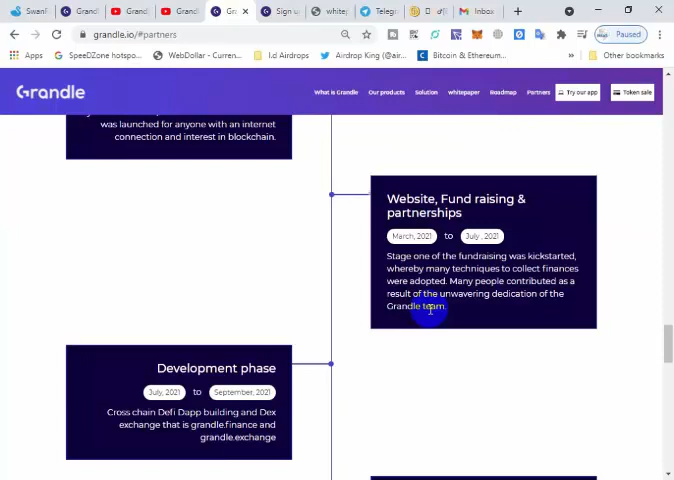 SwanF
Grandl
Grand
Grandl
Gr
Sign u
white
Telegr
Inbox
grandle.io/#partners
Paused
Apps
SpeedZone hotspo...
WebDollar - Curren...
I.d Airdrops
Airdrop King (@air...
Bitcoin & Ethereum...
Other bookmarks
Grandle
What is Grandle
Our products
Solution
whitepaper
Roadmap
Partners
Try our app
Token sale
was launched for anyone with an internet
connection and interest in blockchain.
Website, Fund raising &
partnerships
March, 2021 to July , 2021
Stage one of the fundraising was kickstarted,
whereby many techniques to collect finances
were adopted. Many people contributed as a
result of the unwavering dedication of the
Grandle team.
Development phase
July, 2021 to September, 2021
Cross chain Defi Dapp building and Dex
exchange that is grandle.finance and
grandle.exchange